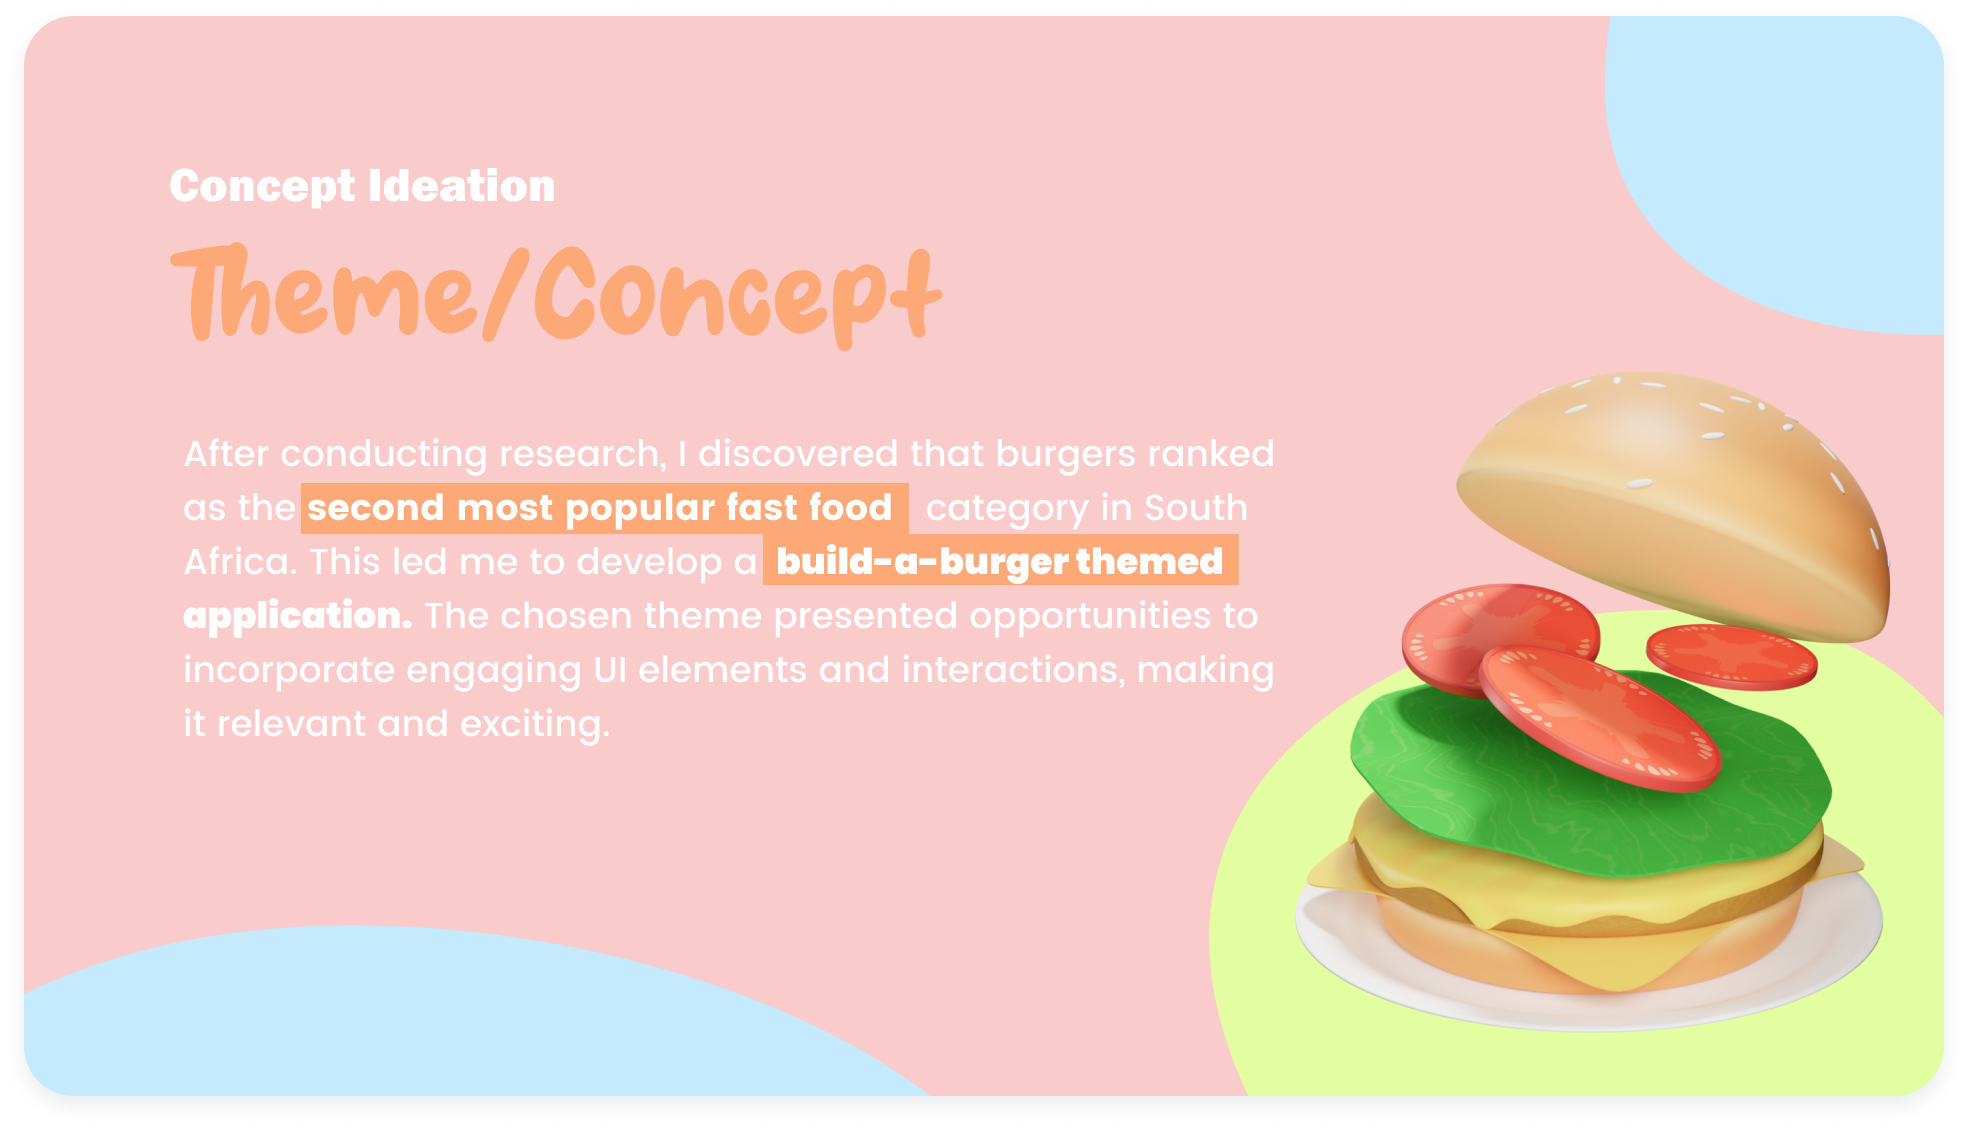 Concept Ideation
Theme/Concept
After conducting research, I discovered that burgers ranked
as the second most popular fast food category in South
Africa. This led me to develop a build-a-burger themed
application. The chosen theme presented opportunities to
incorporate engaging UI elements and interactions, making
it relevant and exciting.